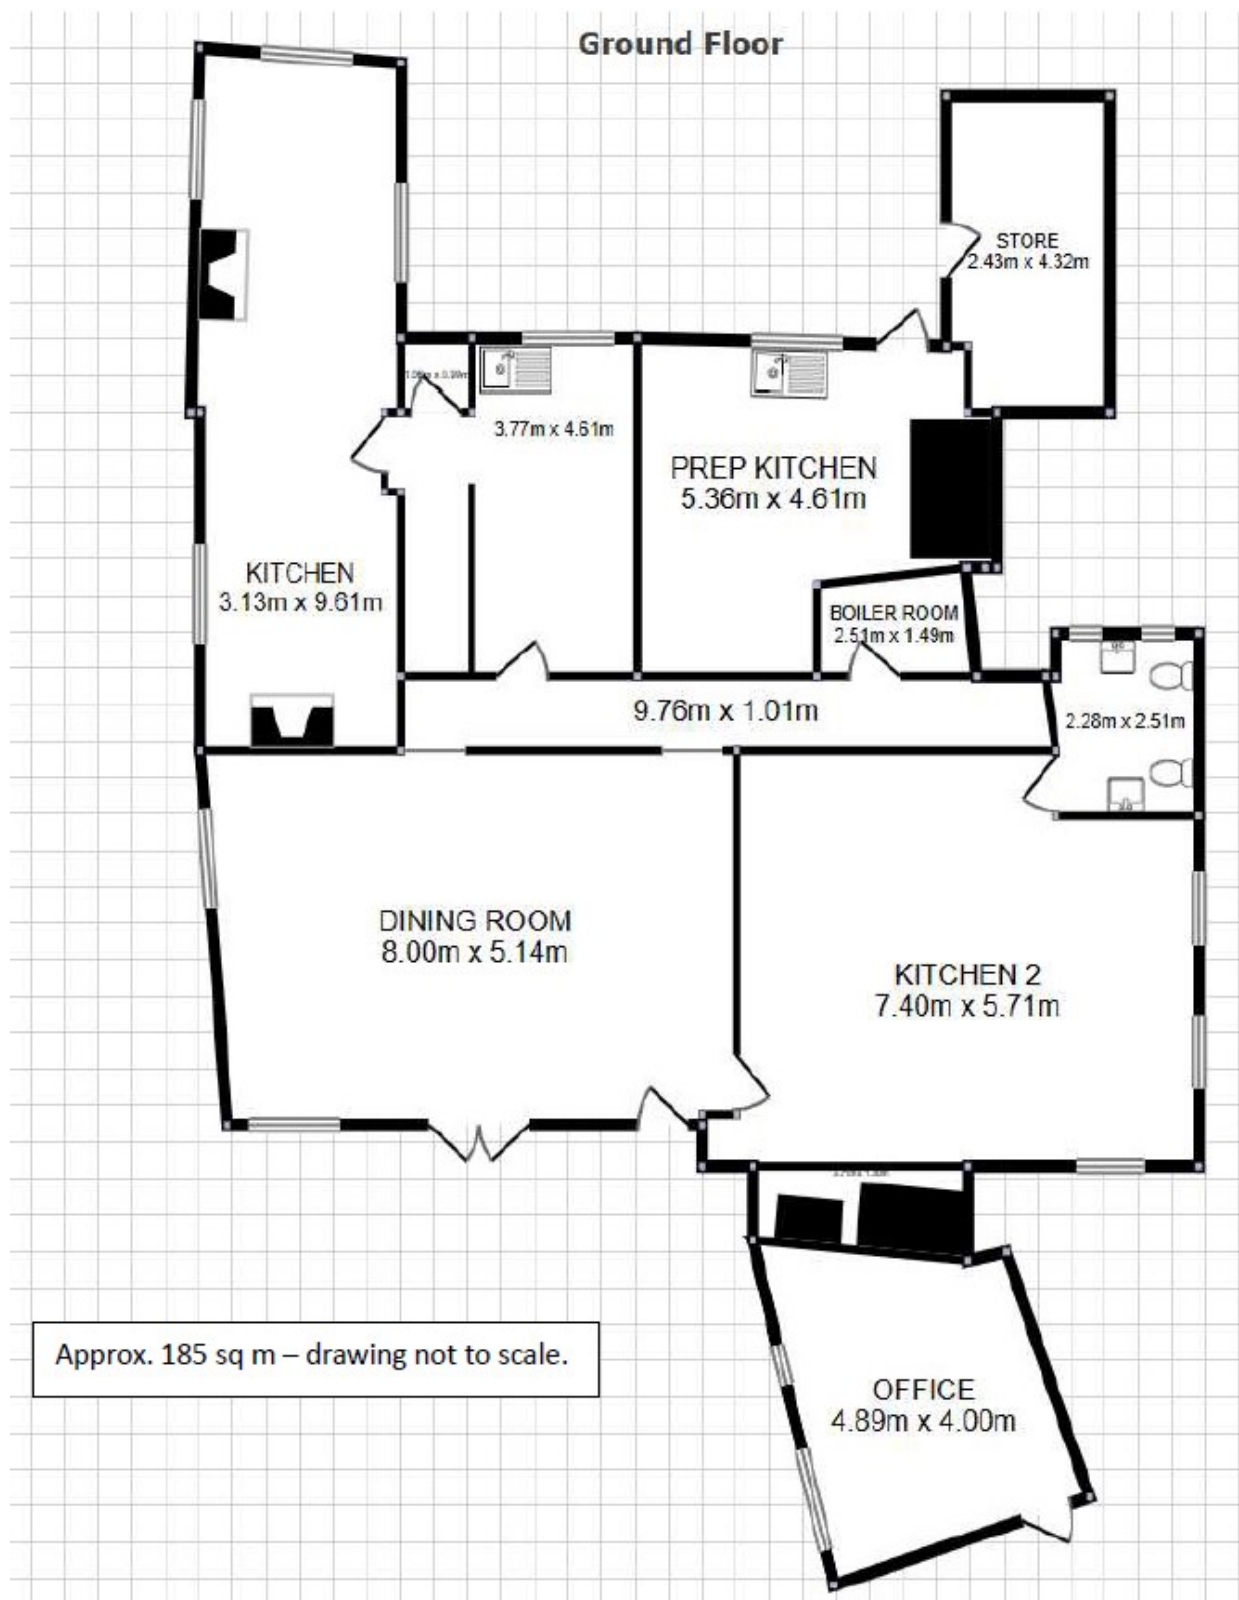 Ground Floor
STORE
2.43m x 4.32m
3.77m x 4.61m
PREP KITCHEN
5.36m x 4.61m
KITCHEN
3.13m x 9.61m
BOILER ROOM
2.51m x 1.49m
9.76m x 1.01m
2.28m x 2.51m
DINING ROOM
8.00m x 5.14m
KITCHEN 2
7.40m x 5.71m
Approx. 185 sq m – drawing not to scale.
OFFICE
4.89m x 4.00m